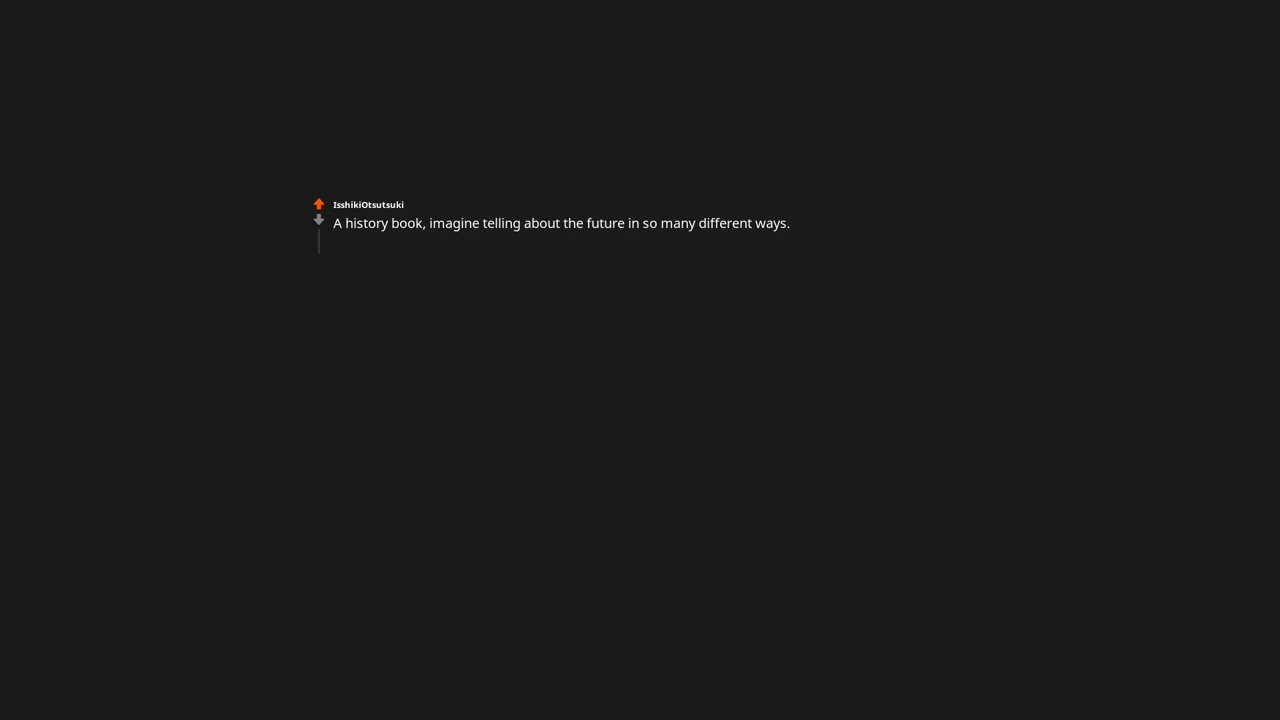 IsshikiOtsutsuki
A history book, imagine telling about the future in so many different ways.